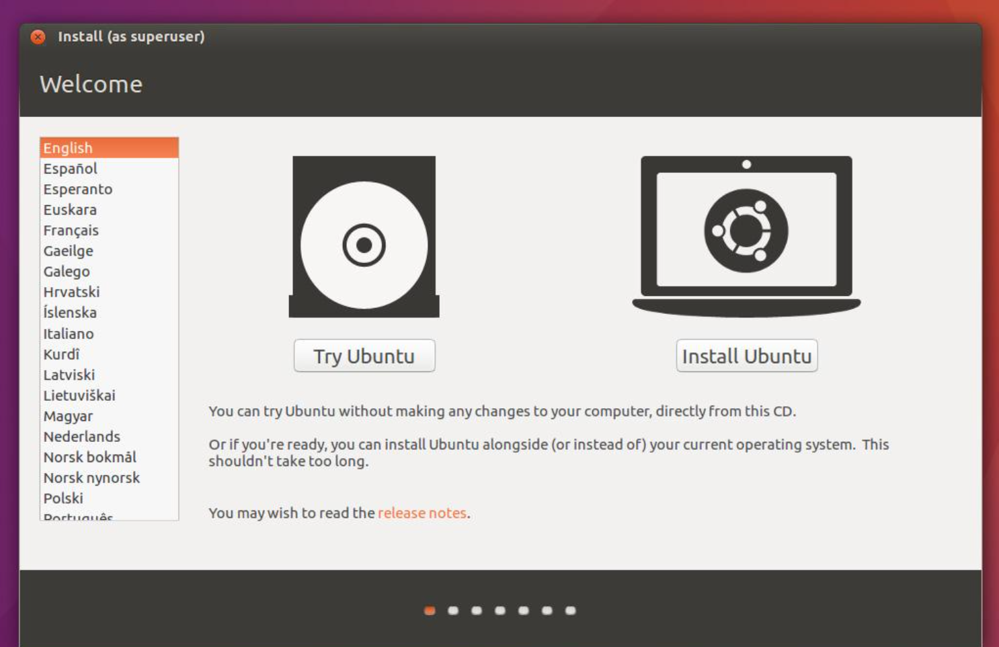 Install (as superuser)
Welcome
English
Español
Esperanto
Euskara
Français
Gaeilge
Galego
Hrvatski
Íslenska
Italiano
Kurdî
Latviski
Lietuviškai
Magyar
Nederlands
Norsk bokmål
Norsk nynorsk
Polski
Português
Try Ubuntu
Install Ubuntu
You can try Ubuntu without making any changes to your computer, directly from this CD.
Or if you're ready, you can install Ubuntu alongside (or instead of) your current operating system. This
shouldn't take too long.
You may wish to read the release notes.